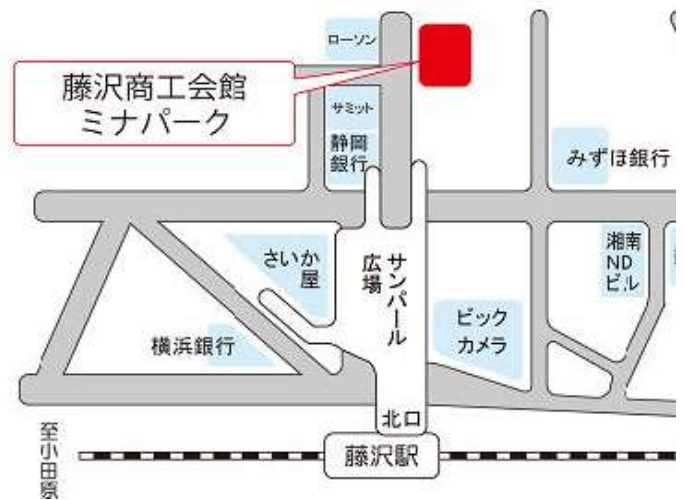 ローソン
藤沢商工会館
ミナパーク
サミット
静岡
銀行
みずほ銀行
さいか
屋
サンパール
広場
湘南
ND
ビル
ビック
カメラ
横浜銀行
北口
藤沢駅
至小田原